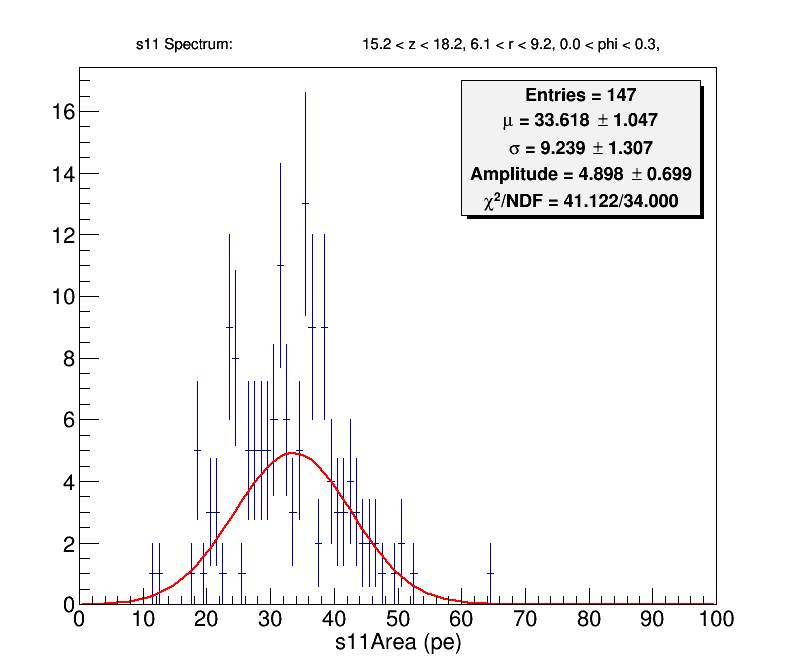 s11 Spectrum: 15.2 < z < 18.2, 6.1 < r < 9.2, 0.0 < phi < 0.3,
Entries = 147
μ = 33.618 ± 1.047
σ = 9.239 ± 1.307
Amplitude = 4.898 ± 0.699
χ²/NDF = 41.122/34.000
16
14
12
10
8
6
4
2
0
0 10 20 30 40 50 60 70 80 90 100
s11Area (pe)